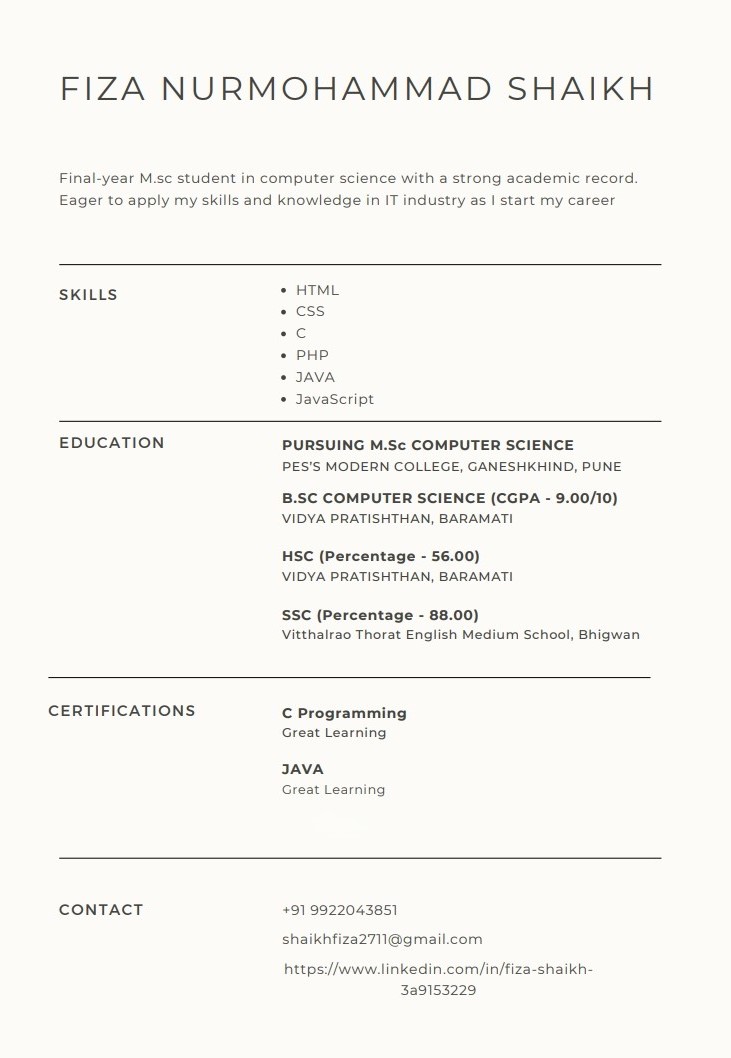 FIZA NURMOHAMMAD SHAIKH
Final-year M.sc student in computer science with a strong academic record.
Eager to apply my skills and knowledge in IT industry as I start my career
SKILLS
• HTML
• CSS
• C
• PHP
• JAVA
• JavaScript
EDUCATION
PURSUING M.Sc COMPUTER SCIENCE
PES'S MODERN COLLEGE, GANESHKHIND, PUNE
B.SC COMPUTER SCIENCE (CGPA - 9.00/10)
VIDYA PRATISHTHAN, BARAMATI
HSC (Percentage - 56.00)
VIDYA PRATISHTHAN, BARAMATI
SSC (Percentage - 88.00)
Vitthalrao Thorat English Medium School, Bhigwan
CERTIFICATIONS
C Programming
Great Learning
JAVA
Great Learning
CONTACT
+91 9922043851
shaikhfiza2711@gmail.com
https://www.linkedin.com/in/fiza-shaikh-
3a9153229